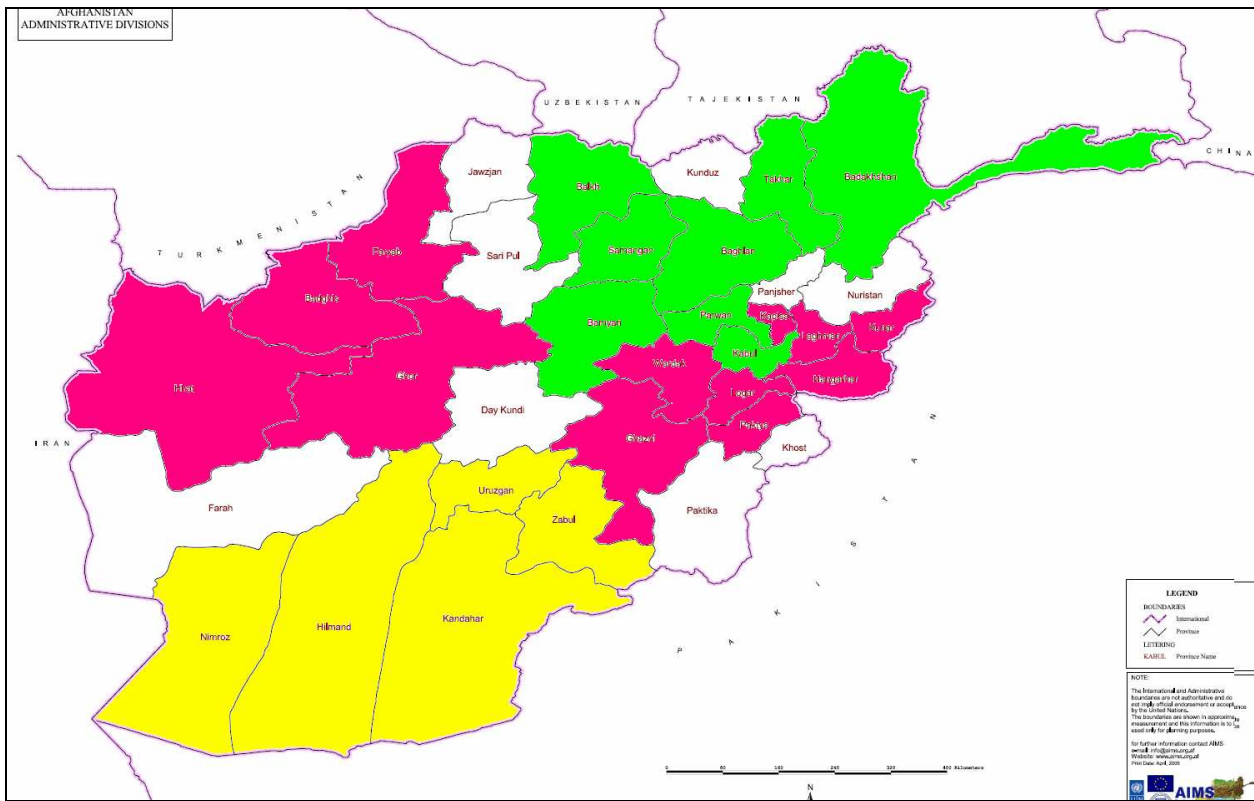 AFGHANISTAN
ADMINISTRATIVE DIVISIONS
UZBEKISTAN
TAJEKISTAN
CHINA
TURKMENISTAN
IRAN
PAKISTAN
Jawzjan
Balkh
Kunduz
Takhar
Badakhshan
Faryab
Sari Pul
Samangan
Baghlan
Panjsher
Nuristan
Badghis
Bamyan
Parwan
Kapisa
Laghman
Kunar
Kabul
Hirat
Ghor
Wardak
Nangarhar
Logar
Day Kundi
Ghazni
Paktya
Khost
Farah
Uruzgan
Zabul
Paktika
Nimroz
Hilmand
Kandahar
LEGEND
BOUNDARIES
International
Province
LETERING
KABUL Province Name
NOTE:
The International and Administrative
boundaries are not authoritative and do
not imply official endorsement or acceptance
by the United Nations.
The boundaries are shown in approximate
measurement and this information is to be
used only for planning purposes.
for further information contact AIMS
e-mail: info@aims.org.af
Website: www.aims.org.af
0 80 160 240 320 400 Kilometers
N
AIMS